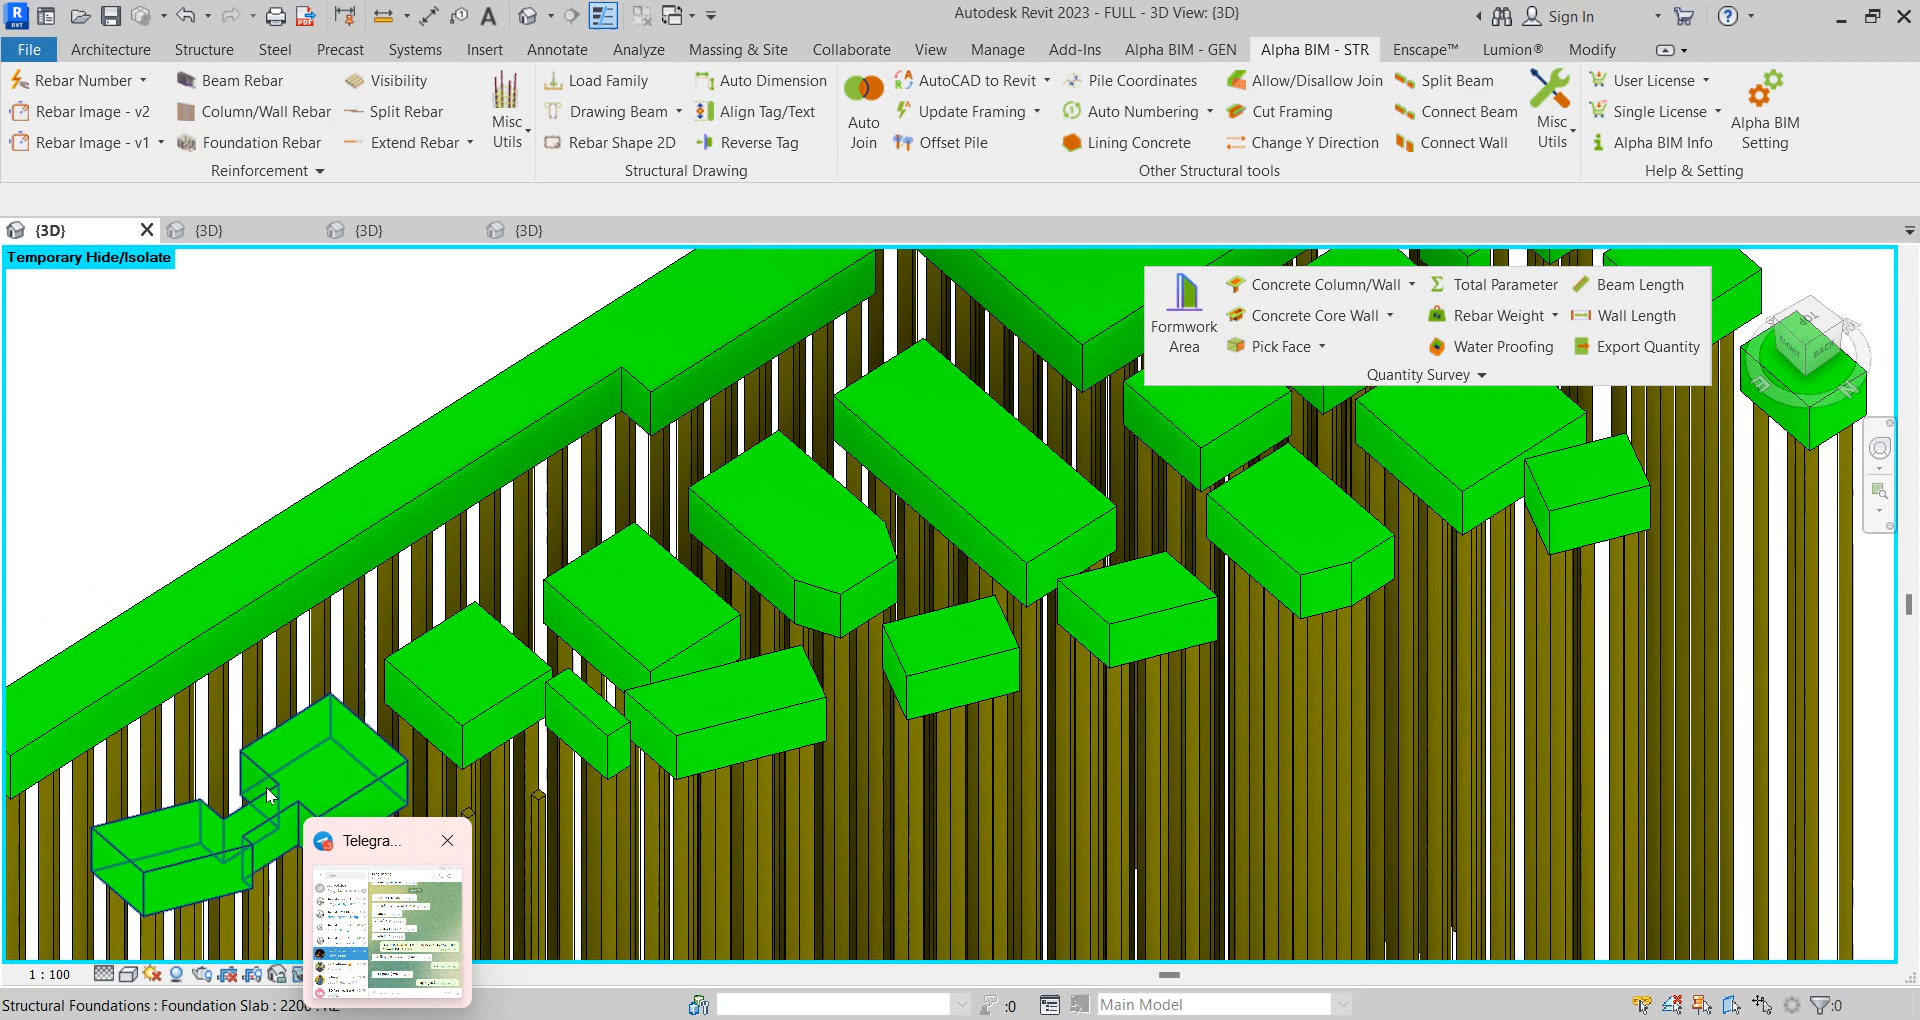 Autodesk Revit 2023 - FULL - 3D View: {3D}
Sign In
File Architecture Structure Steel Precast Systems Insert Annotate Analyze Massing & Site Collaborate View Manage Add-Ins Alpha BIM - GEN Alpha BIM - STR Enscape™ Lumion® Modify
Rebar Number
Rebar Image - v2
Rebar Image - v1
Beam Rebar
Column/Wall Rebar
Foundation Rebar
Visibility
Split Rebar
Extend Rebar
Misc
Utils
Reinforcement
Load Family
Drawing Beam
Rebar Shape 2D
Auto Dimension
Align Tag/Text
Reverse Tag
Structural Drawing
Auto
Join
AutoCAD to Revit
Update Framing
Offset Pile
Pile Coordinates
Auto Numbering
Lining Concrete
Allow/Disallow Join
Cut Framing
Change Y Direction
Split Beam
Connect Beam
Connect Wall
Misc
Utils
Other Structural tools
User License
Single License
Alpha BIM Info
Alpha BIM
Setting
Help & Setting
{3D} {3D} {3D} {3D}
Temporary Hide/Isolate
Formwork
Area
Concrete Column/Wall
Concrete Core Wall
Pick Face
Total Parameter
Rebar Weight
Water Proofing
Beam Length
Wall Length
Export Quantity
Quantity Survey
TOP
RIGHT
BACK
Telegra...
1 : 100
Structural Foundations : Foundation Slab : 220
:0
Main Model
:0